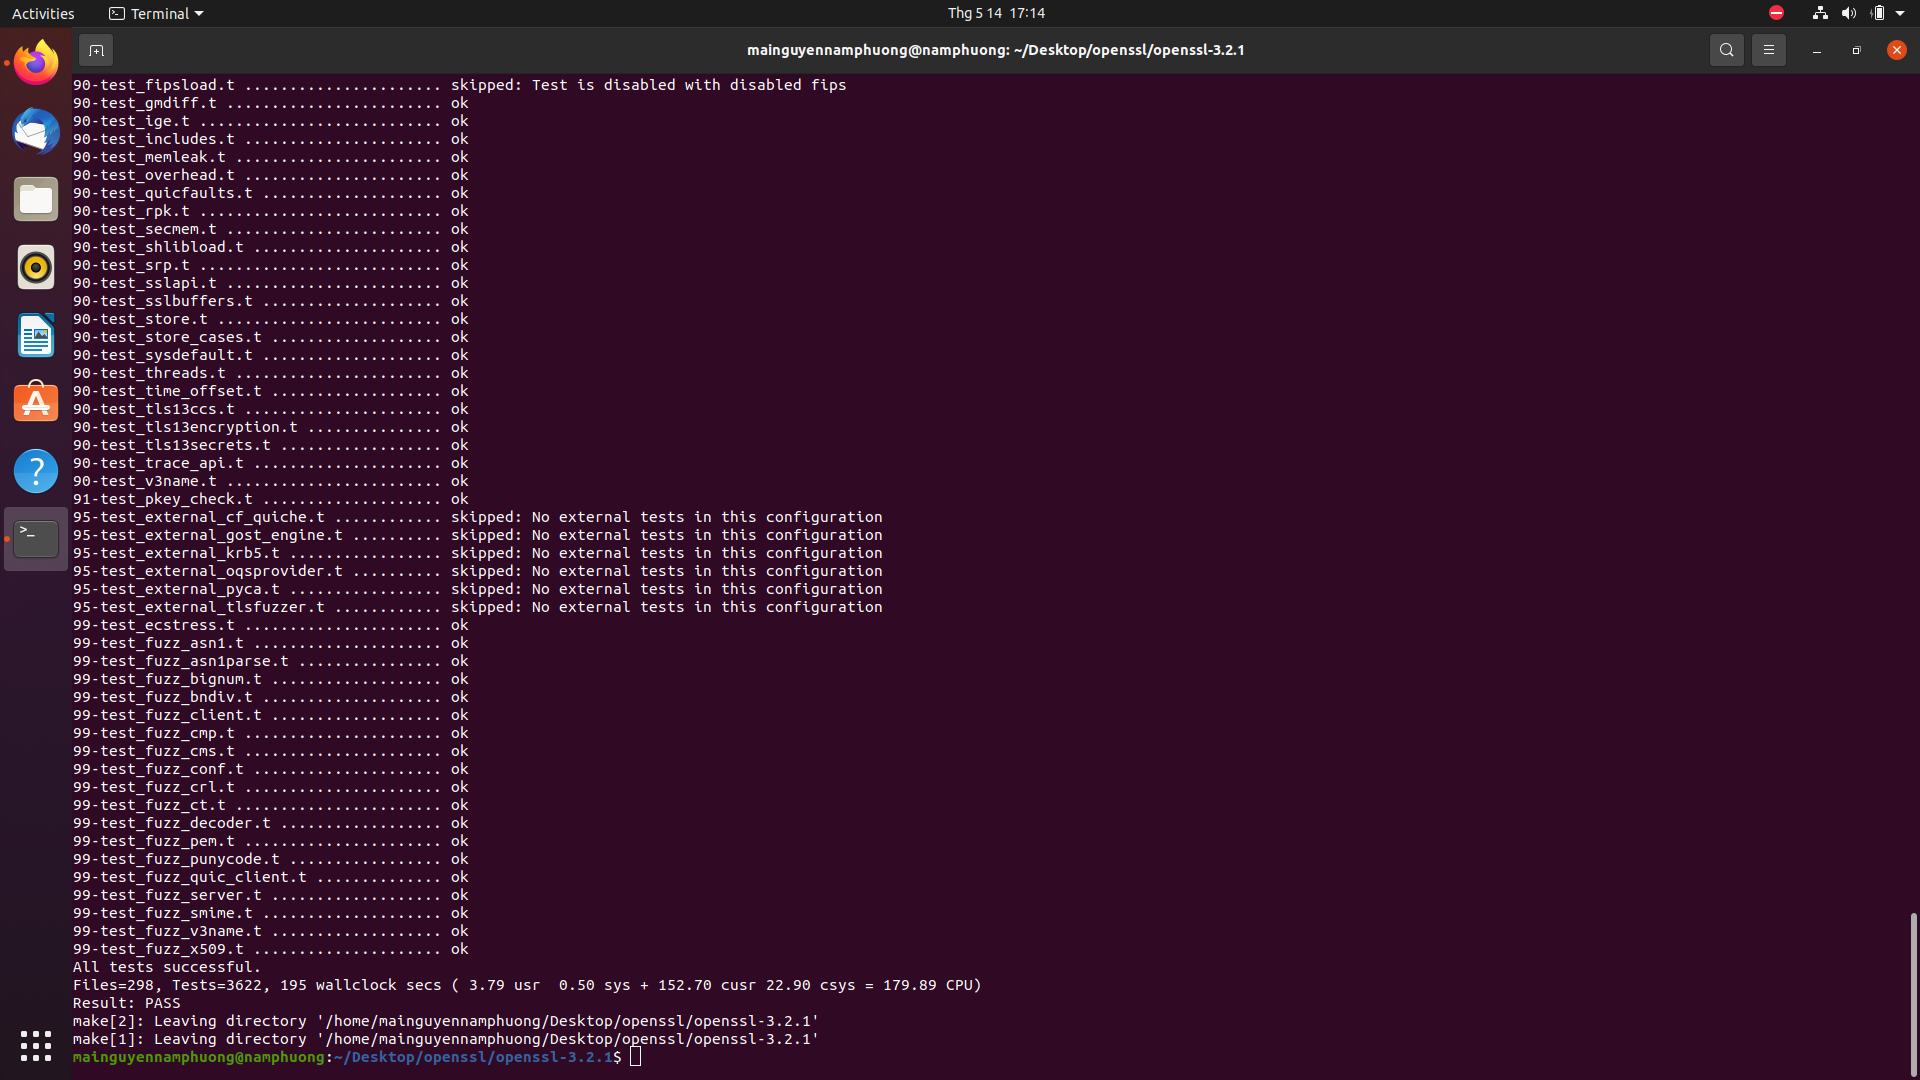 Activities
Terminal
Thg 5 14 17:14
mainguyennamphuong@namphuong: ~/Desktop/openssl/openssl-3.2.1
90-test_fipsload.t ...................... skipped: Test is disabled with disabled fips
90-test_gmdiff.t ........................ ok
90-test_ige.t ........................... ok
90-test_includes.t ...................... ok
90-test_memleak.t ....................... ok
90-test_overhead.t ...................... ok
90-test_quicfaults.t .................... ok
90-test_rpk.t ........................... ok
90-test_secmem.t ........................ ok
90-test_shlibload.t ..................... ok
90-test_srp.t ........................... ok
90-test_sslapi.t ........................ ok
90-test_sslbuffers.t .................... ok
90-test_store.t ......................... ok
90-test_store_cases.t ................... ok
90-test_sysdefault.t .................... ok
90-test_threads.t ....................... ok
90-test_time_offset.t ................... ok
90-test_tls13ccs.t ...................... ok
90-test_tls13encryption.t ............... ok
90-test_tls13secrets.t .................. ok
90-test_trace_api.t ..................... ok
90-test_v3name.t ........................ ok
91-test_pkey_check.t .................... ok
95-test_external_cf_quiche.t ............ skipped: No external tests in this configuration
95-test_external_gost_engine.t .......... skipped: No external tests in this configuration
95-test_external_krb5.t ................. skipped: No external tests in this configuration
95-test_external_oqsprovider.t .......... skipped: No external tests in this configuration
95-test_external_pyca.t ................. skipped: No external tests in this configuration
95-test_external_tlsfuzzer.t ............ skipped: No external tests in this configuration
99-test_ecstress.t ...................... ok
99-test_fuzz_asn1.t ..................... ok
99-test_fuzz_asn1parse.t ................ ok
99-test_fuzz_bignum.t ................... ok
99-test_fuzz_bndiv.t .................... ok
99-test_fuzz_client.t ................... ok
99-test_fuzz_cmp.t ...................... ok
99-test_fuzz_cms.t ...................... ok
99-test_fuzz_conf.t ..................... ok
99-test_fuzz_crl.t ...................... ok
99-test_fuzz_ct.t ....................... ok
99-test_fuzz_decoder.t .................. ok
99-test_fuzz_pem.t ...................... ok
99-test_fuzz_punycode.t ................. ok
99-test_fuzz_quic_client.t .............. ok
99-test_fuzz_server.t ................... ok
99-test_fuzz_smime.t .................... ok
99-test_fuzz_v3name.t ................... ok
99-test_fuzz_x509.t ..................... ok
All tests successful.
Files=298, Tests=3622, 195 wallclock secs ( 3.79 usr  0.50 sys + 152.70 cusr 22.90 csys = 179.89 CPU)
Result: PASS
make[2]: Leaving directory '/home/mainguyennamphuong/Desktop/openssl/openssl-3.2.1'
make[1]: Leaving directory '/home/mainguyennamphuong/Desktop/openssl/openssl-3.2.1'
mainguyennamphuong@namphuong:~/Desktop/openssl/openssl-3.2.1$